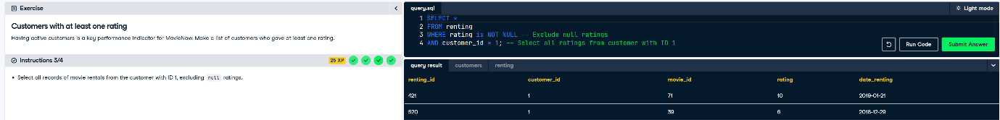 Exercise
Customers with at least one rating
Having active customers is a key performance indicator for MovieNow. Make a list of customers who gave at least one rating.
Instructions 3/4
25 XP
Select all records of movie rentals from the customer with ID 1, excluding null ratings.
query.sql
Light mode
1 SELECT *
2 FROM renting
3 WHERE rating is NOT NULL -- Exclude null ratings
4 AND customer_id = 1; -- Select all ratings from customer with ID 1
Run Code
Submit Answer
query result customers renting
renting_id customer_id movie_id rating date_renting
421 1 71 10 2019-01-21
520 1 39 6 2018-12-29